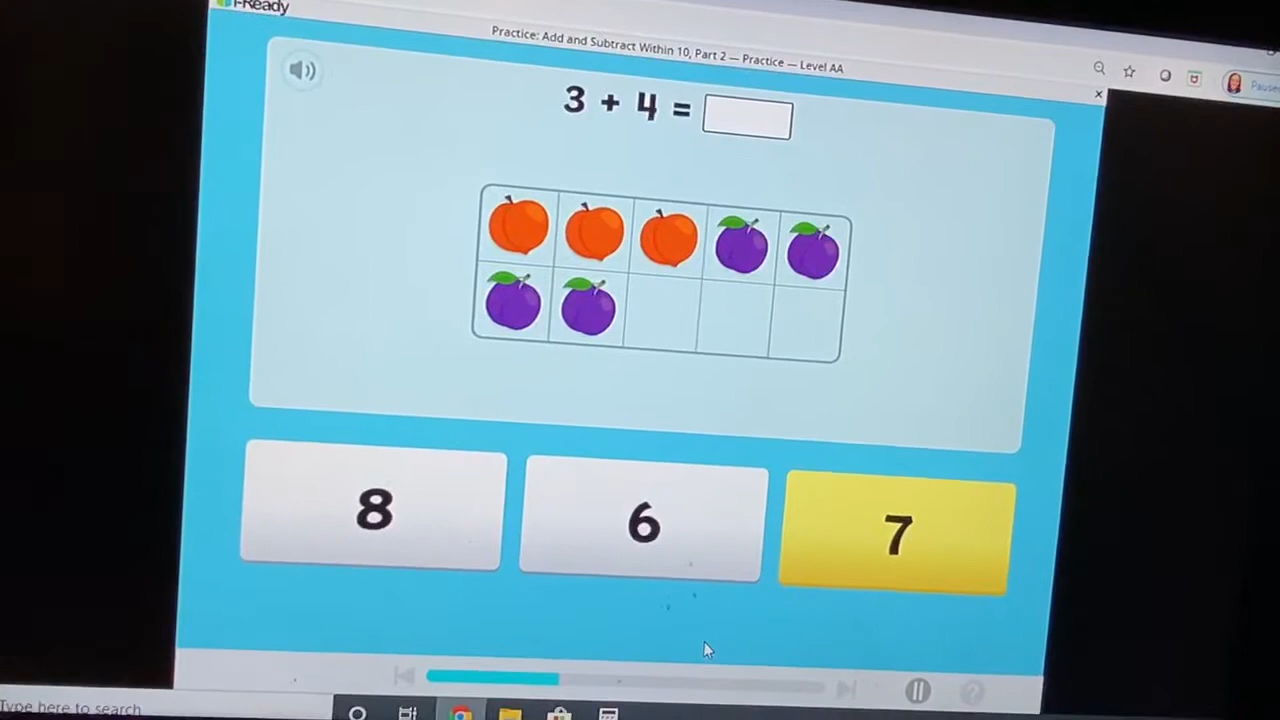 i-Ready
Practice: Add and Subtract Within 10, Part 2 — Practice — Level AA
3 + 4 =
8
6
7
Type here to search